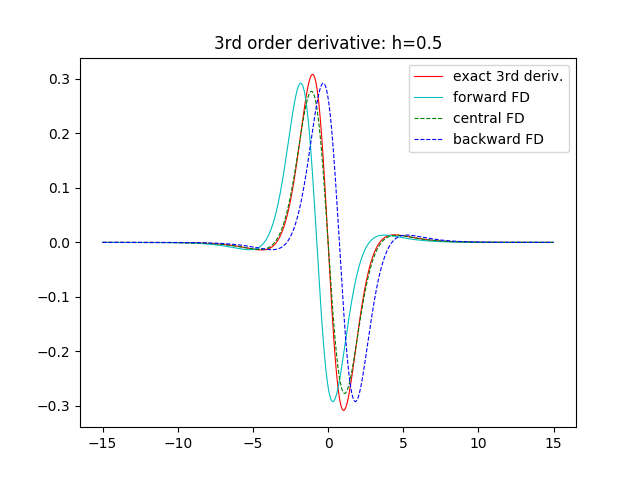 3rd order derivative: h=0.5
exact 3rd deriv.
forward FD
central FD
backward FD
0.3
0.2
0.1
0.0
−0.1
−0.2
−0.3
−15 −10 −5 0 5 10 15